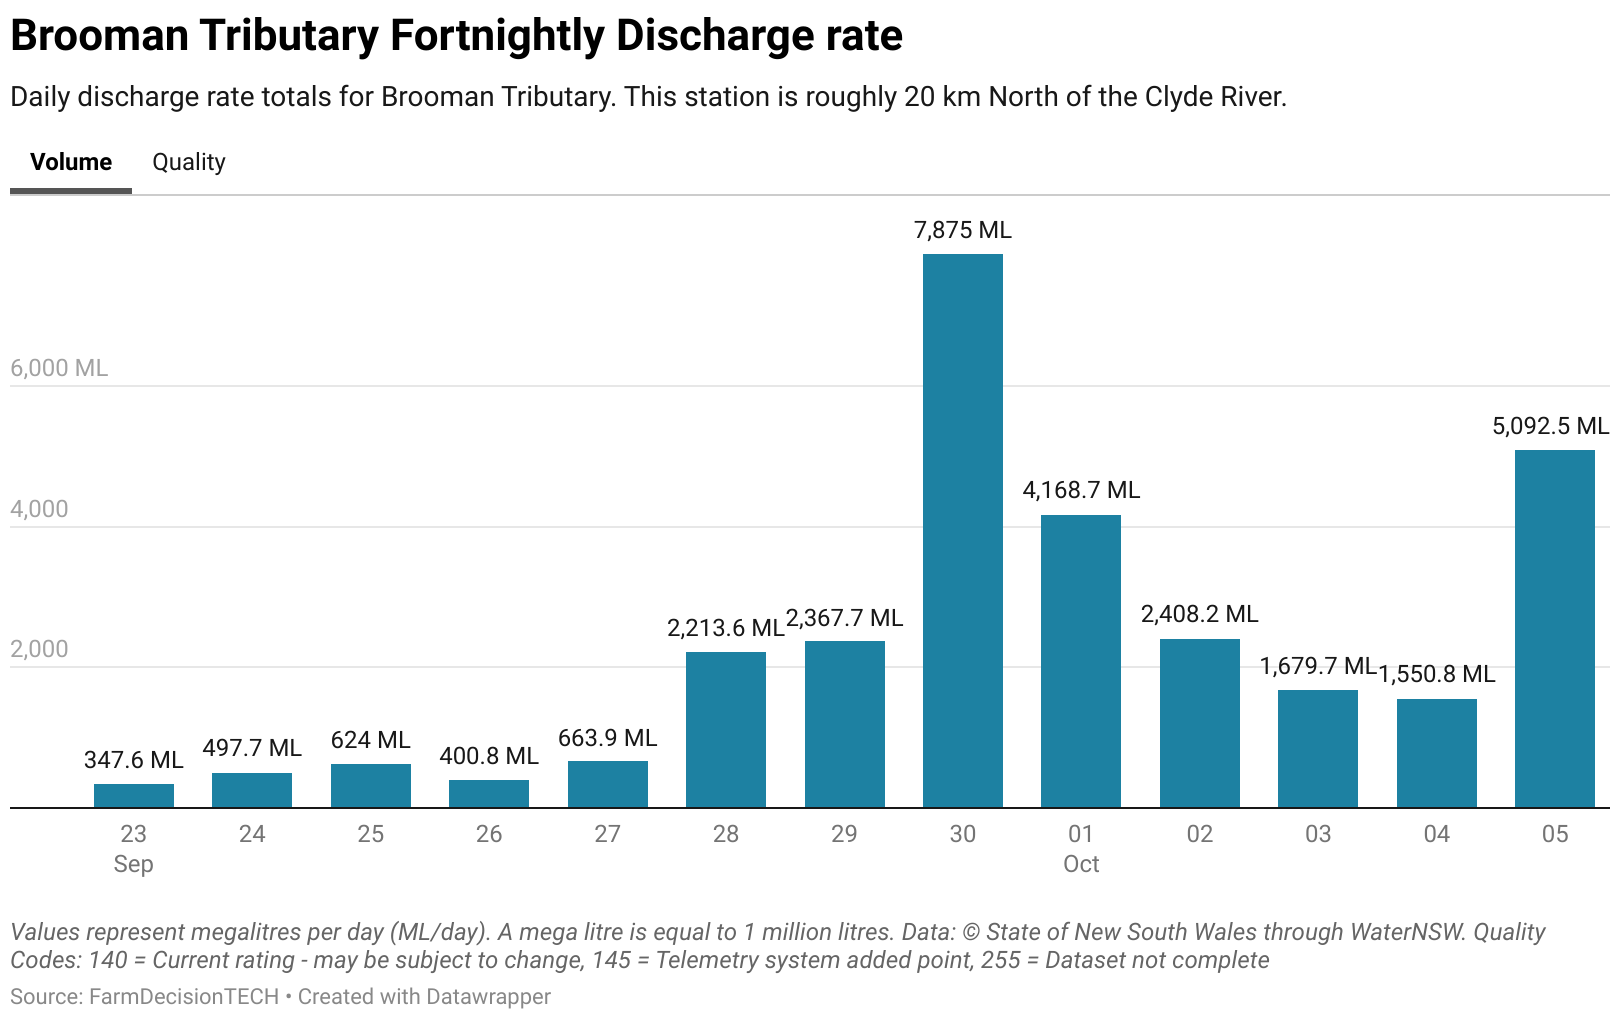 Brooman Tributary Fortnightly Discharge rate
Daily discharge rate totals for Brooman Tributary. This station is roughly 20 km North of the Clyde River.
Volume Quality
7,875 ML
6,000 ML
5,092.5 ML
4,168.7 ML
4,000
2,213.6 ML 2,367.7 ML 2,408.2 ML
2,000
1,679.7 ML 1,550.8 ML
347.6 ML 497.7 ML 624 ML 400.8 ML 663.9 ML
23 24 25 26 27 28 29 30 01 02 03 04 05
Sep Oct
Values represent megalitres per day (ML/day). A mega litre is equal to 1 million litres. Data: © State of New South Wales through WaterNSW. Quality
Codes: 140 = Current rating - may be subject to change, 145 = Telemetry system added point, 255 = Dataset not complete
Source: FarmDecisionTECH • Created with Datawrapper